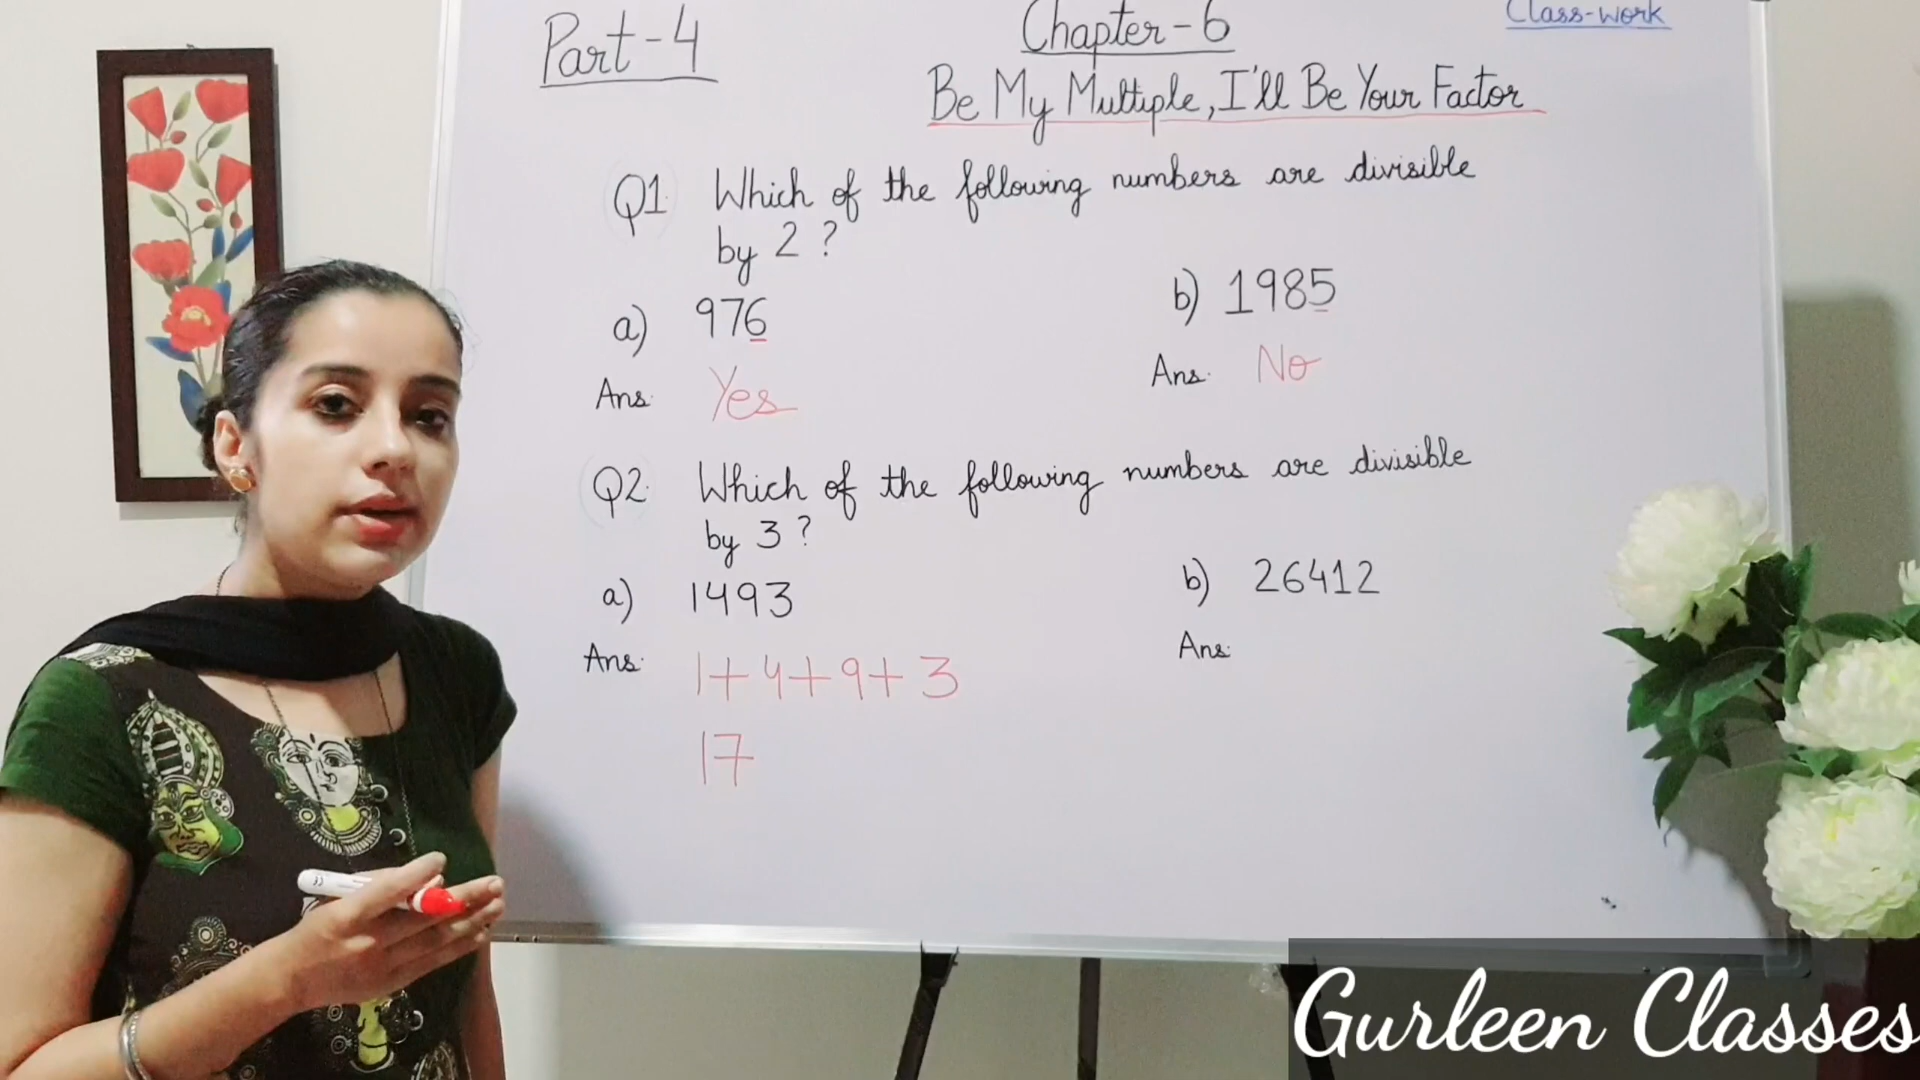 Part-4
Chapter-6
Class-work
Be My Multiple, I'll Be Your Factor
Q1 Which of the following numbers are divisible
by 2 ?
a) 976
b) 1985
Ans. Yes
Ans. No
Q2. Which of the following numbers are divisible
by 3 ?
a) 1493
b) 26412
Ans. 1+4+9+3
Ans.
17
Gurleen Classes